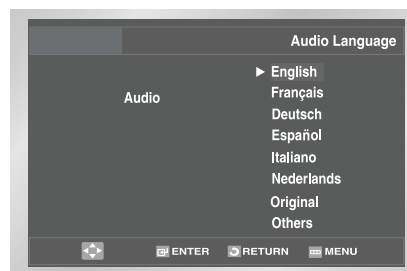 Audio Language
▶ English
Audio
Français
Deutsch
Español
Italiano
Nederlands
Original
Others
ENTER RETURN MENU